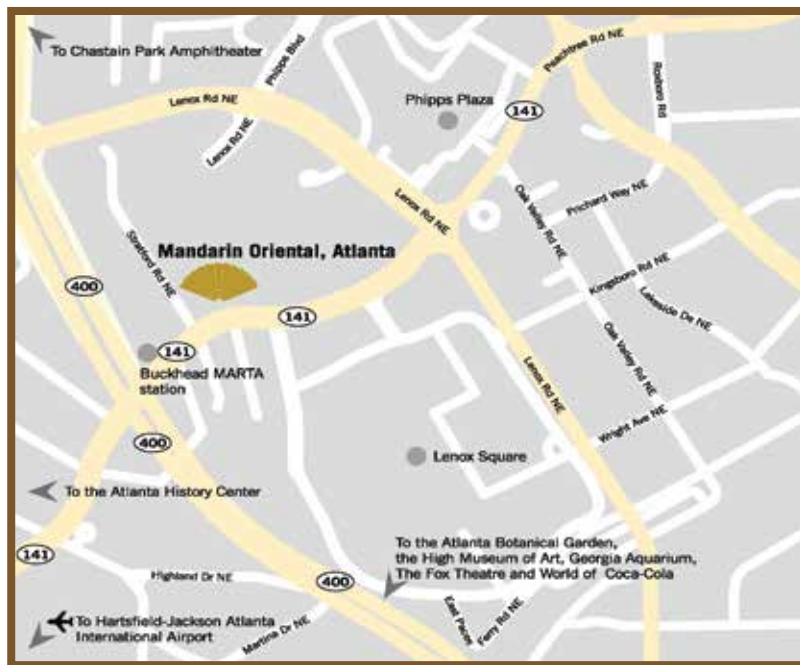 To Chastain Park Amphitheater
Phipps Blvd
Peachtree Rd NE
Roxboro Rd
Lenox Rd NE
Phipps Plaza
141
Lenox Rd NE
Lenox Rd NE
Oak Valley Rd NE
Prichard Way NE
Stratford Rd NE
Mandarin Oriental, Atlanta
Kingsboro Rd NE
400
Lakeside De NE
141
141
Buckhead MARTA
station
Lenox Rd NE
Oak Valley Rd NE
Wright Ave NE
400
Lenox Square
To the Atlanta History Center
To the Atlanta Botanical Garden,
the High Museum of Art, Georgia Aquarium,
The Fox Theatre and World of Coca-Cola
141
Highland Dr NE
400
East Paces
Ferry Rd NE
To Hartsfield-Jackson Atlanta
International Airport
Martina Dr NE